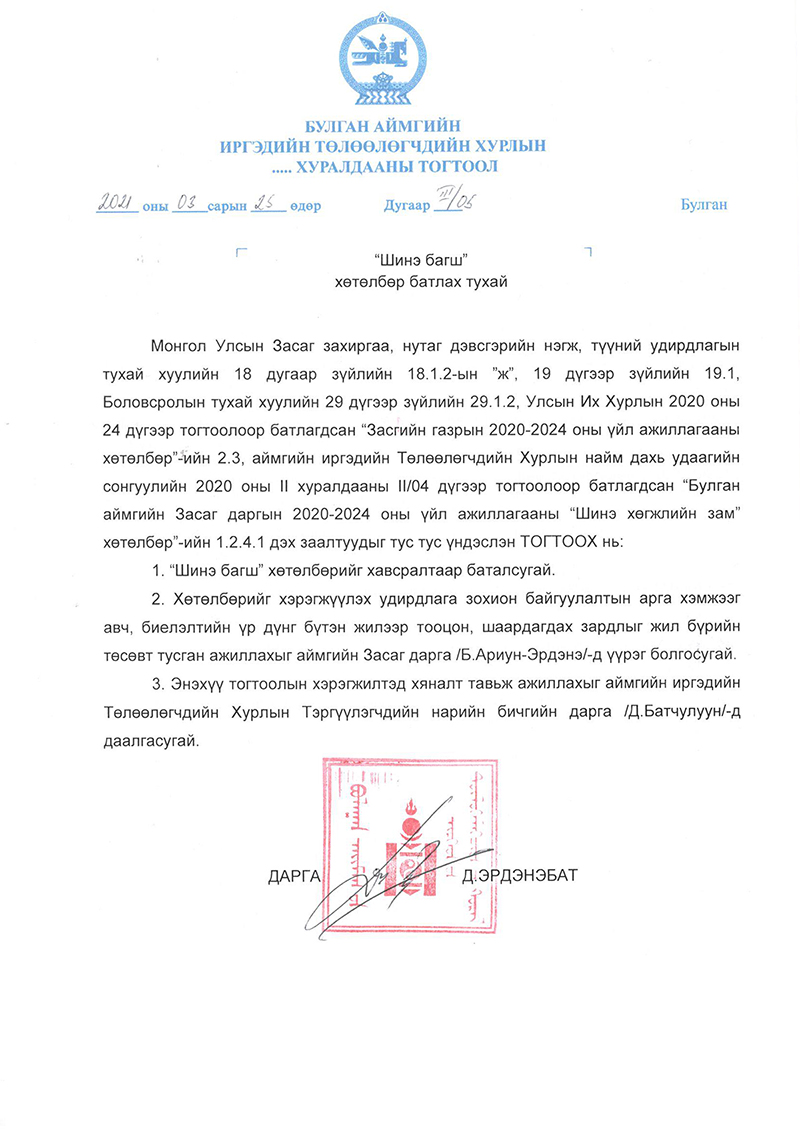 БУЛГАН АЙМГИЙН
ИРГЭДИЙН ТӨЛӨӨЛӨГЧДИЙН ХУРЛЫН
..... ХУРАЛДААНЫ ТОГТООЛ
2021 оны 03 сарын 25 өдөр Дугаар III/05 Булган
“Шинэ багш”
хөтөлбөр батлах тухай
Монгол Улсын Засаг захиргаа, нутаг дэвсгэрийн нэгж, түүний удирдлагын
тухай хуулийн 18 дугаар зүйлийн 18.1.2-ын ”ж”, 19 дүгээр зүйлийн 19.1,
Боловсролын тухай хуулийн 29 дүгээр зүйлийн 29.1.2, Улсын Их Хурлын 2020 оны
24 дүгээр тогтоолоор батлагдсан “Засгийн газрын 2020-2024 оны үйл ажиллагааны
хөтөлбөр”-ийн 2.3, аймгийн иргэдийн Төлөөлөгчдийн Хурлын найм дахь удаагийн
сонгуулийн 2020 оны II хуралдааны II/04 дүгээр тогтоолоор батлагдсан “Булган
аймгийн Засаг даргын 2020-2024 оны үйл ажиллагааны “Шинэ хөгжлийн зам”
хөтөлбөр”-ийн 1.2.4.1 дэх заалтуудыг тус тус үндэслэн ТОГТООХ нь:
1. “Шинэ багш” хөтөлбөрийг хавсралтаар баталсугай.
2. Хөтөлбөрийг хэрэгжүүлэх удирдлага зохион байгуулалтын арга хэмжээг
авч, биелэлтийн үр дүнг бүтэн жилээр тооцон, шаардагдах зардлыг жил бүрийн
төсөвт тусган ажиллахыг аймгийн Засаг дарга /Б.Ариун-Эрдэнэ/-д үүрэг болгосугай.
3. Энэхүү тогтоолын хэрэгжилтэд хяналт тавьж ажиллахыг аймгийн иргэдийн
Төлөөлөгчдийн Хурлын Тэргүүлэгчдийн нарийн бичгийн дарга /Д.Батчулуун/-д
даалгасугай.
ДАРГА Д.ЭРДЭНЭБАТ